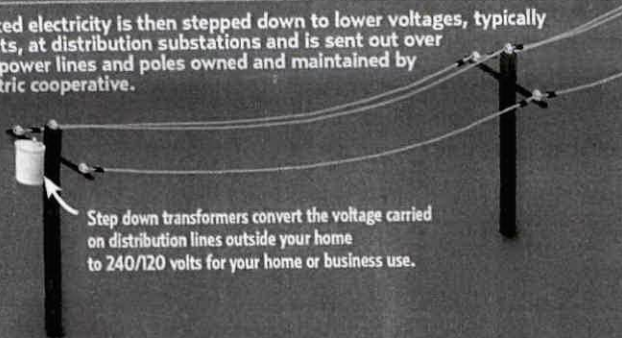 ed electricity is then stepped down to lower voltages, typically
ts, at distribution substations and is sent out over
power lines and poles owned and maintained by
tric cooperative.
Step down transformers convert the voltage carried
on distribution lines outside your home
to 240/120 volts for your home or business use.